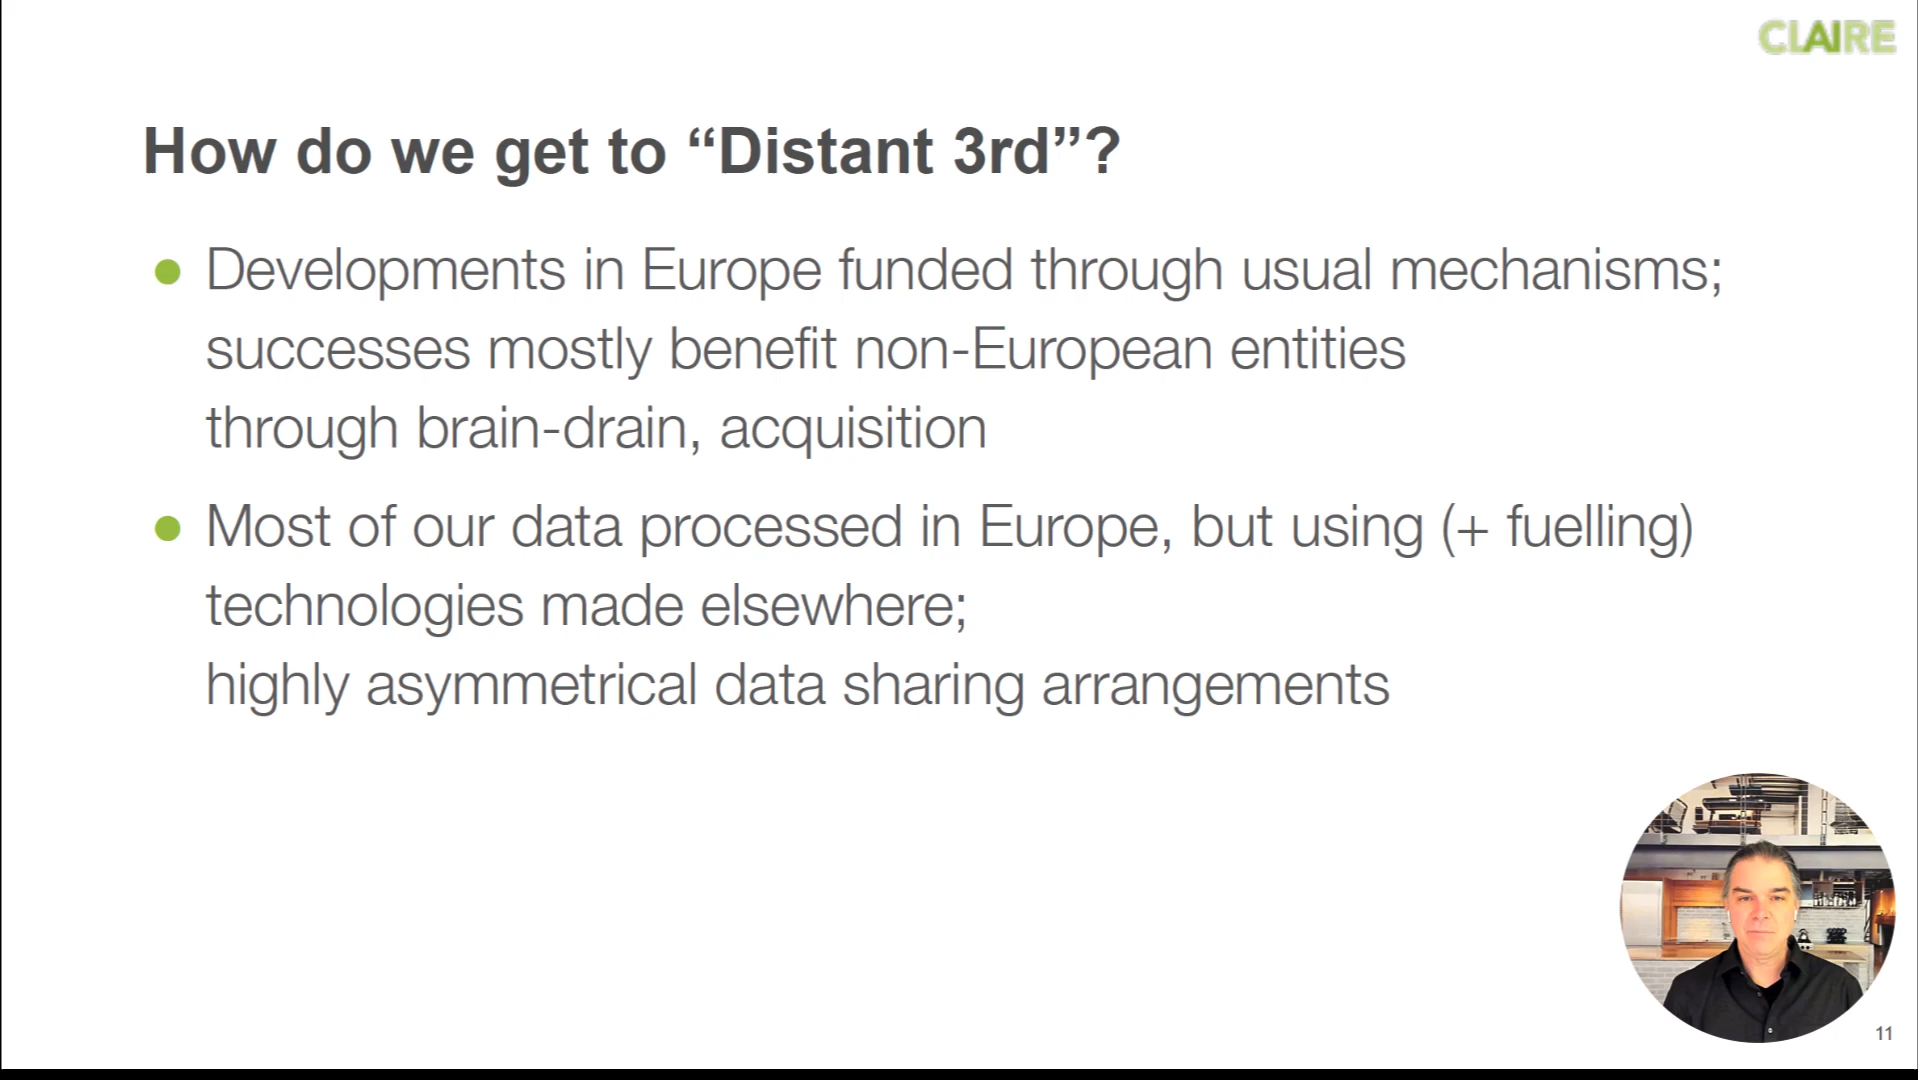 CLAIRE
How do we get to “Distant 3rd”?
Developments in Europe funded through usual mechanisms;
successes mostly benefit non-European entities
through brain-drain, acquisition
Most of our data processed in Europe, but using (+ fuelling)
technologies made elsewhere;
highly asymmetrical data sharing arrangements
11